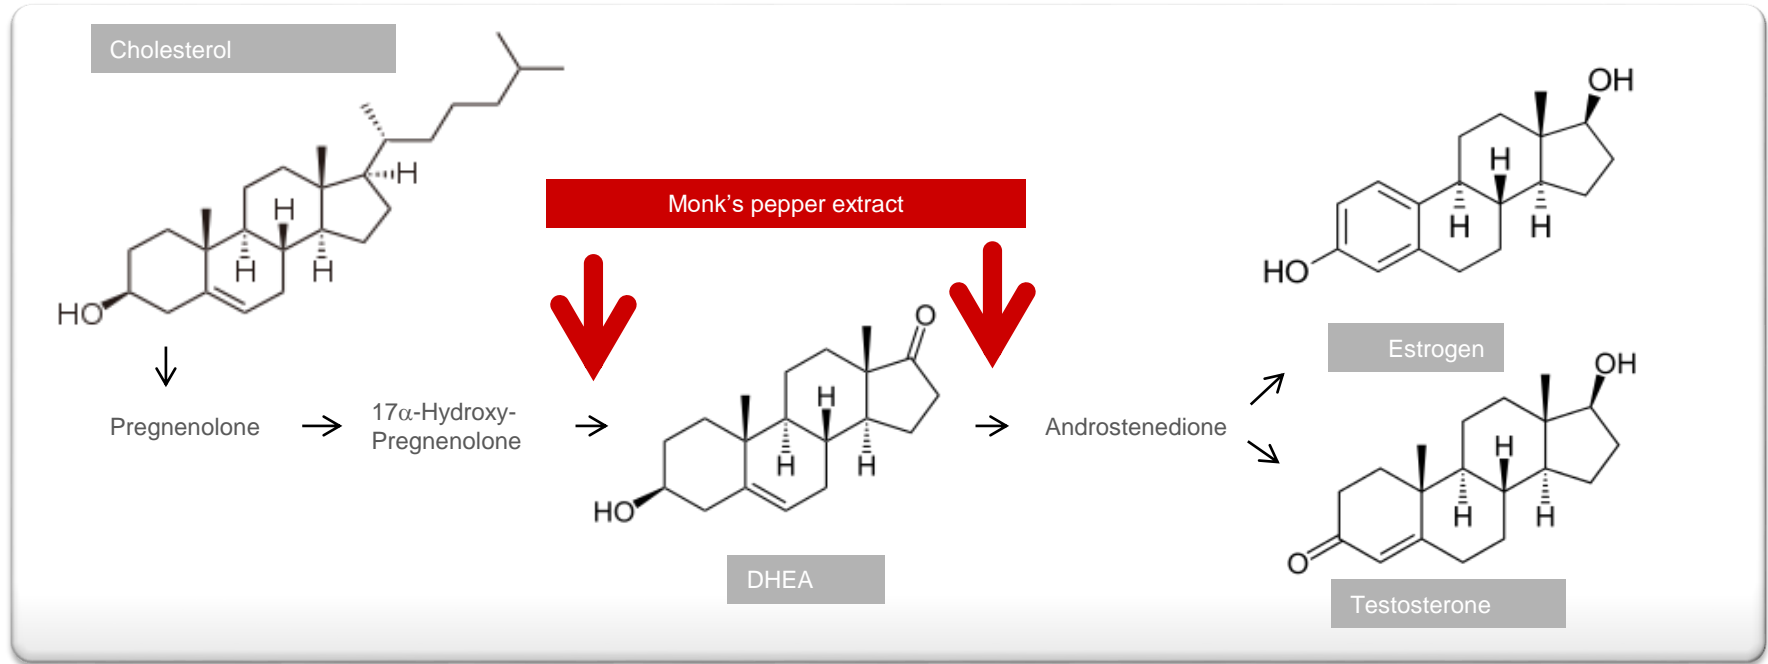 Cholesterol
OH
H
H
H
H
HO
Monk's pepper extract
H
H
H
HO
Estrogen
O
OH
Pregnenolone
17α-Hydroxy-
Pregnenolone
H
H
H
HO
Androstenedione
H
H
H
O
DHEA
Testosterone